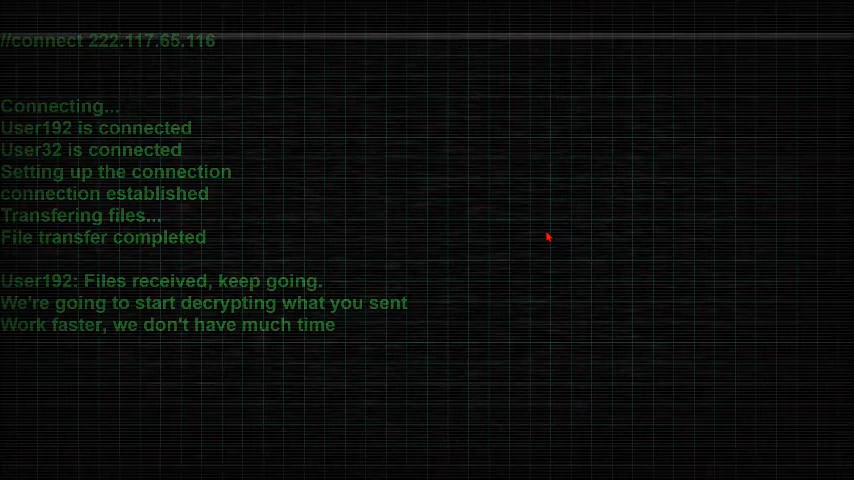 //connect 222.117.65.116
Connecting...
User192 is connected
User32 is connected
Setting up the connection
connection established
Transfering files...
File transfer completed
User192: Files received, keep going.
We're going to start decrypting what you sent
Work faster, we don't have much time